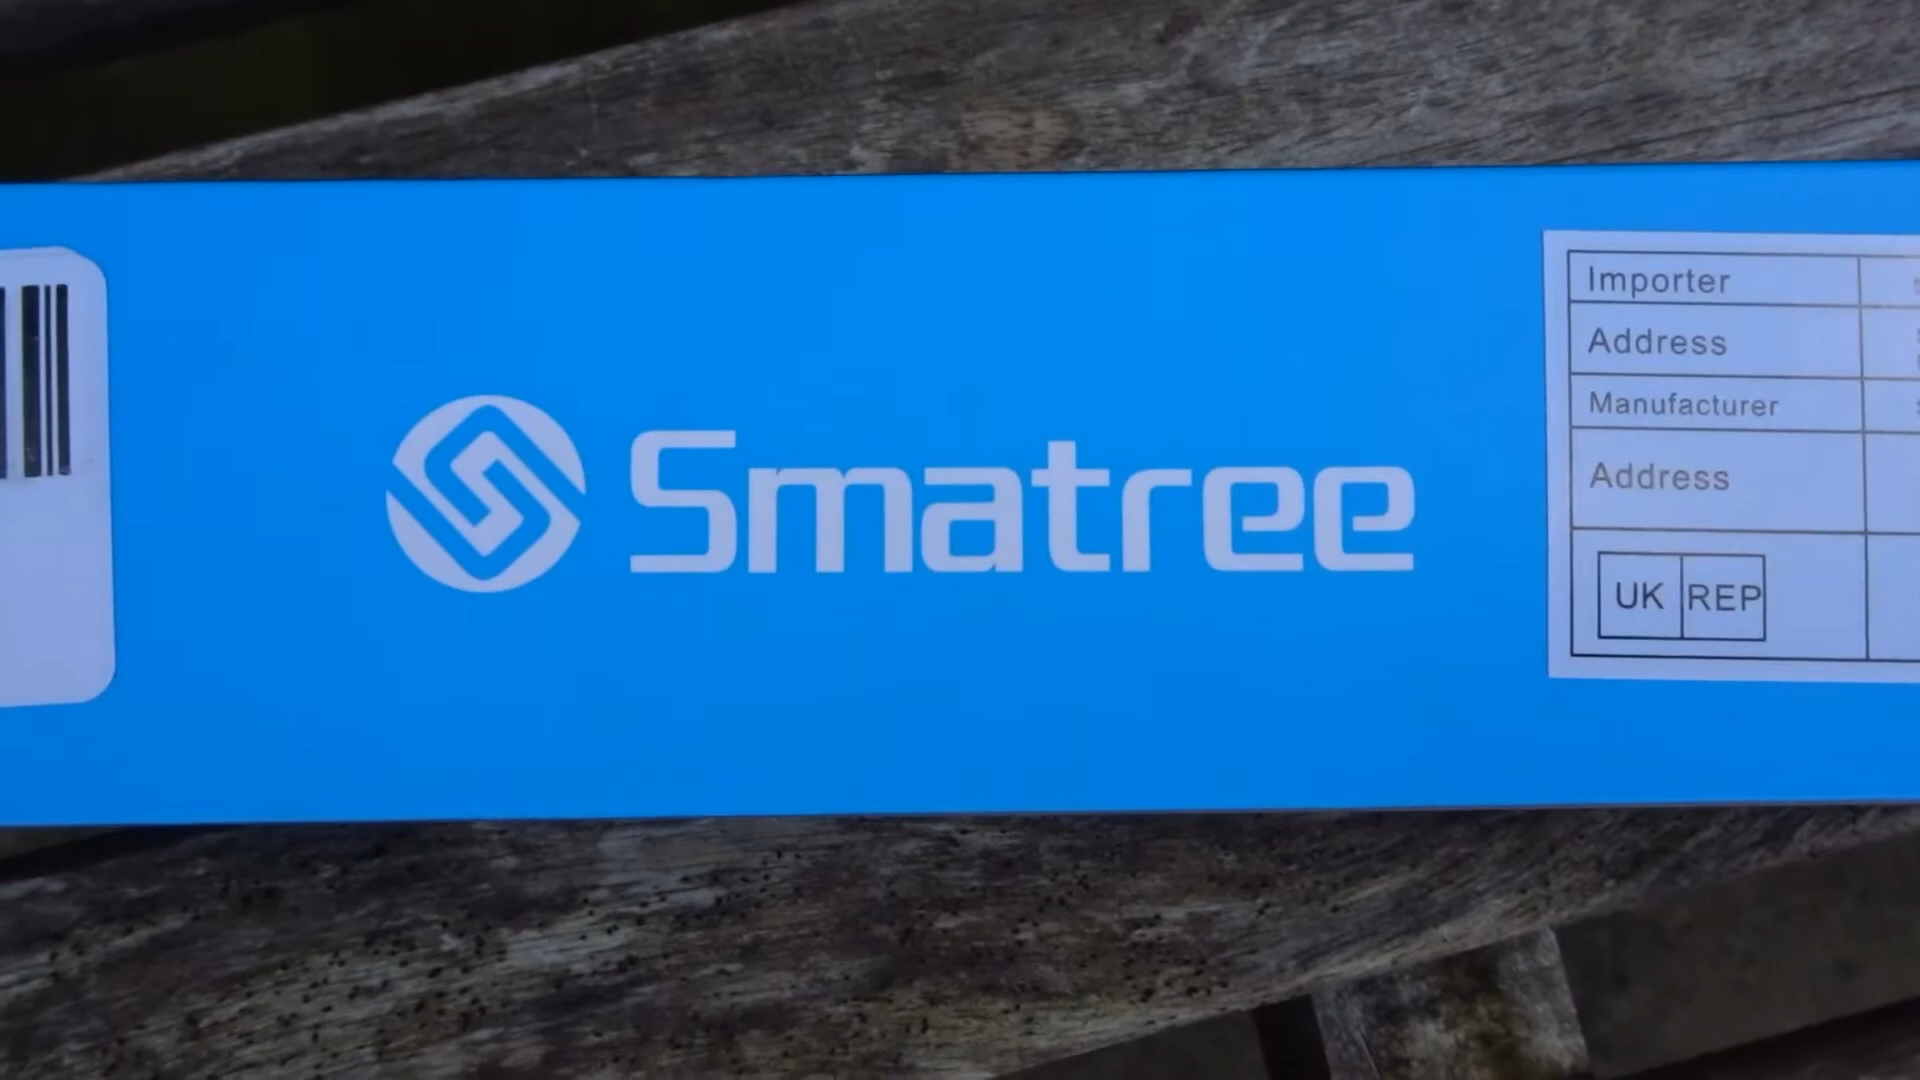 Smatree
Importer
Address
Manufacturer
Address
UK REP